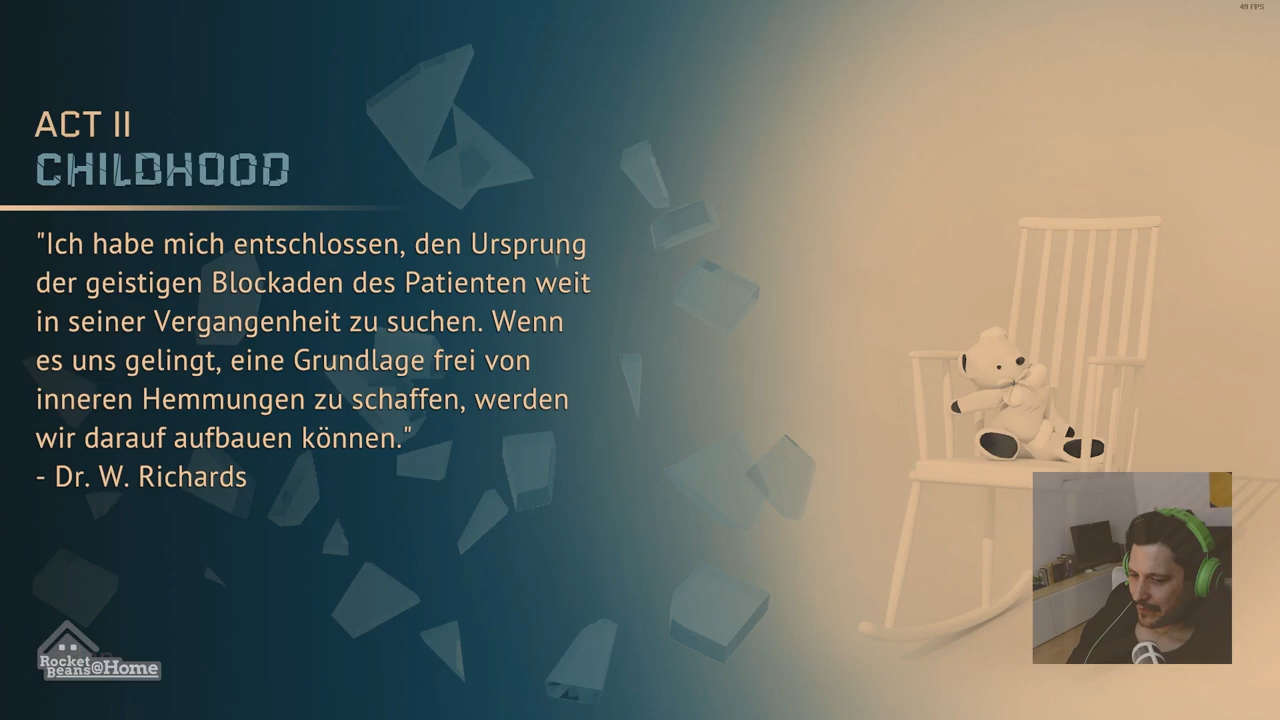 49 FPS
ACT II
CHILDHOOD
"Ich habe mich entschlossen, den Ursprung
der geistigen Blockaden des Patienten weit
in seiner Vergangenheit zu suchen. Wenn
es uns gelingt, eine Grundlage frei von
inneren Hemmungen zu schaffen, werden
wir darauf aufbauen können."
- Dr. W. Richards
Rocket
Beans@Home